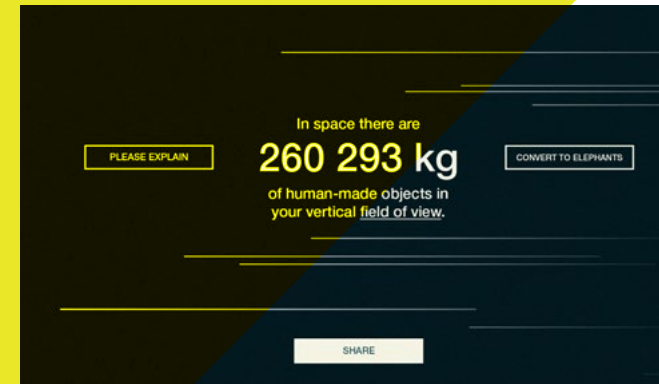 In space there are
PLEASE EXPLAIN
260 293 kg
CONVERT TO ELEPHANTS
of human-made objects in
your vertical field of view.
SHARE